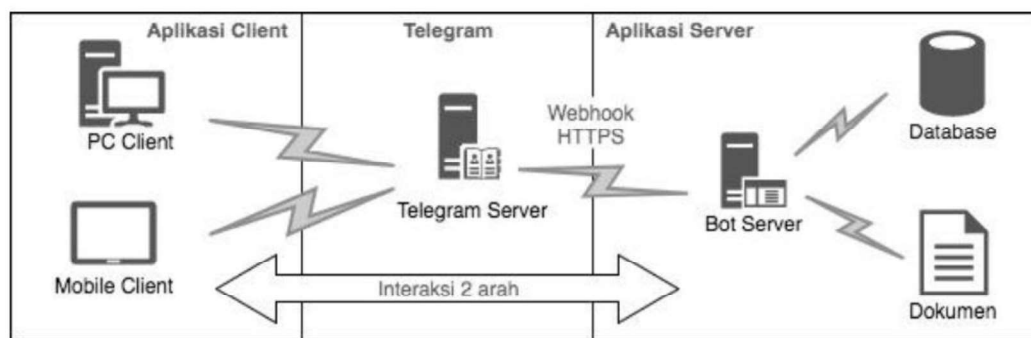 Aplikasi Client
Telegram
Aplikasi Server
PC Client
Mobile Client
Telegram Server
Webhook
HTTPS
Bot Server
Database
Dokumen
Interaksi 2 arah